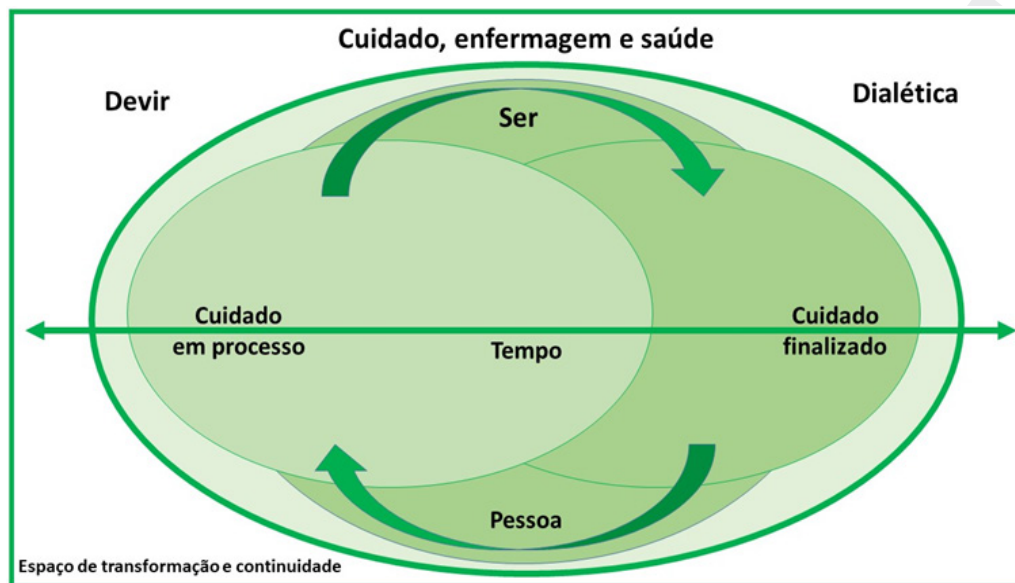 Cuidado, enfermagem e saúde
Devir
Dialética
Ser
Cuidado
em processo
Tempo
Cuidado
finalizado
Pessoa
Espaço de transformação e continuidade